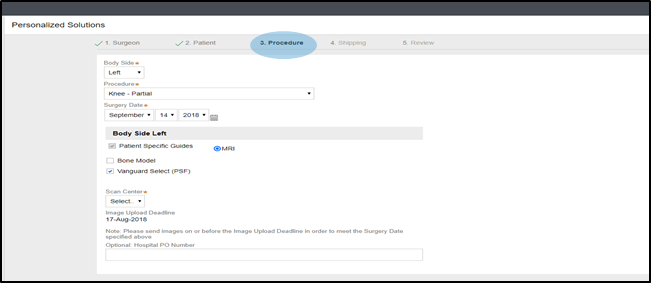 Personalized Solutions
1. Surgeon 2. Patient 3. Procedure 4. Shipping 5. Review
Body Side
Left
Procedure
Knee - Partial
Surgery Date
September 14 2018
Body Side Left
Patient Specific Guides MRI
Bone Model
Vanguard Select (PSF)
Scan Center
Select..
Image Upload Deadline
17-Aug-2018
Note: Please send images on or before the Image Upload Deadline in order to meet the Surgery Date
specified above
Optional: Hospital PO Number